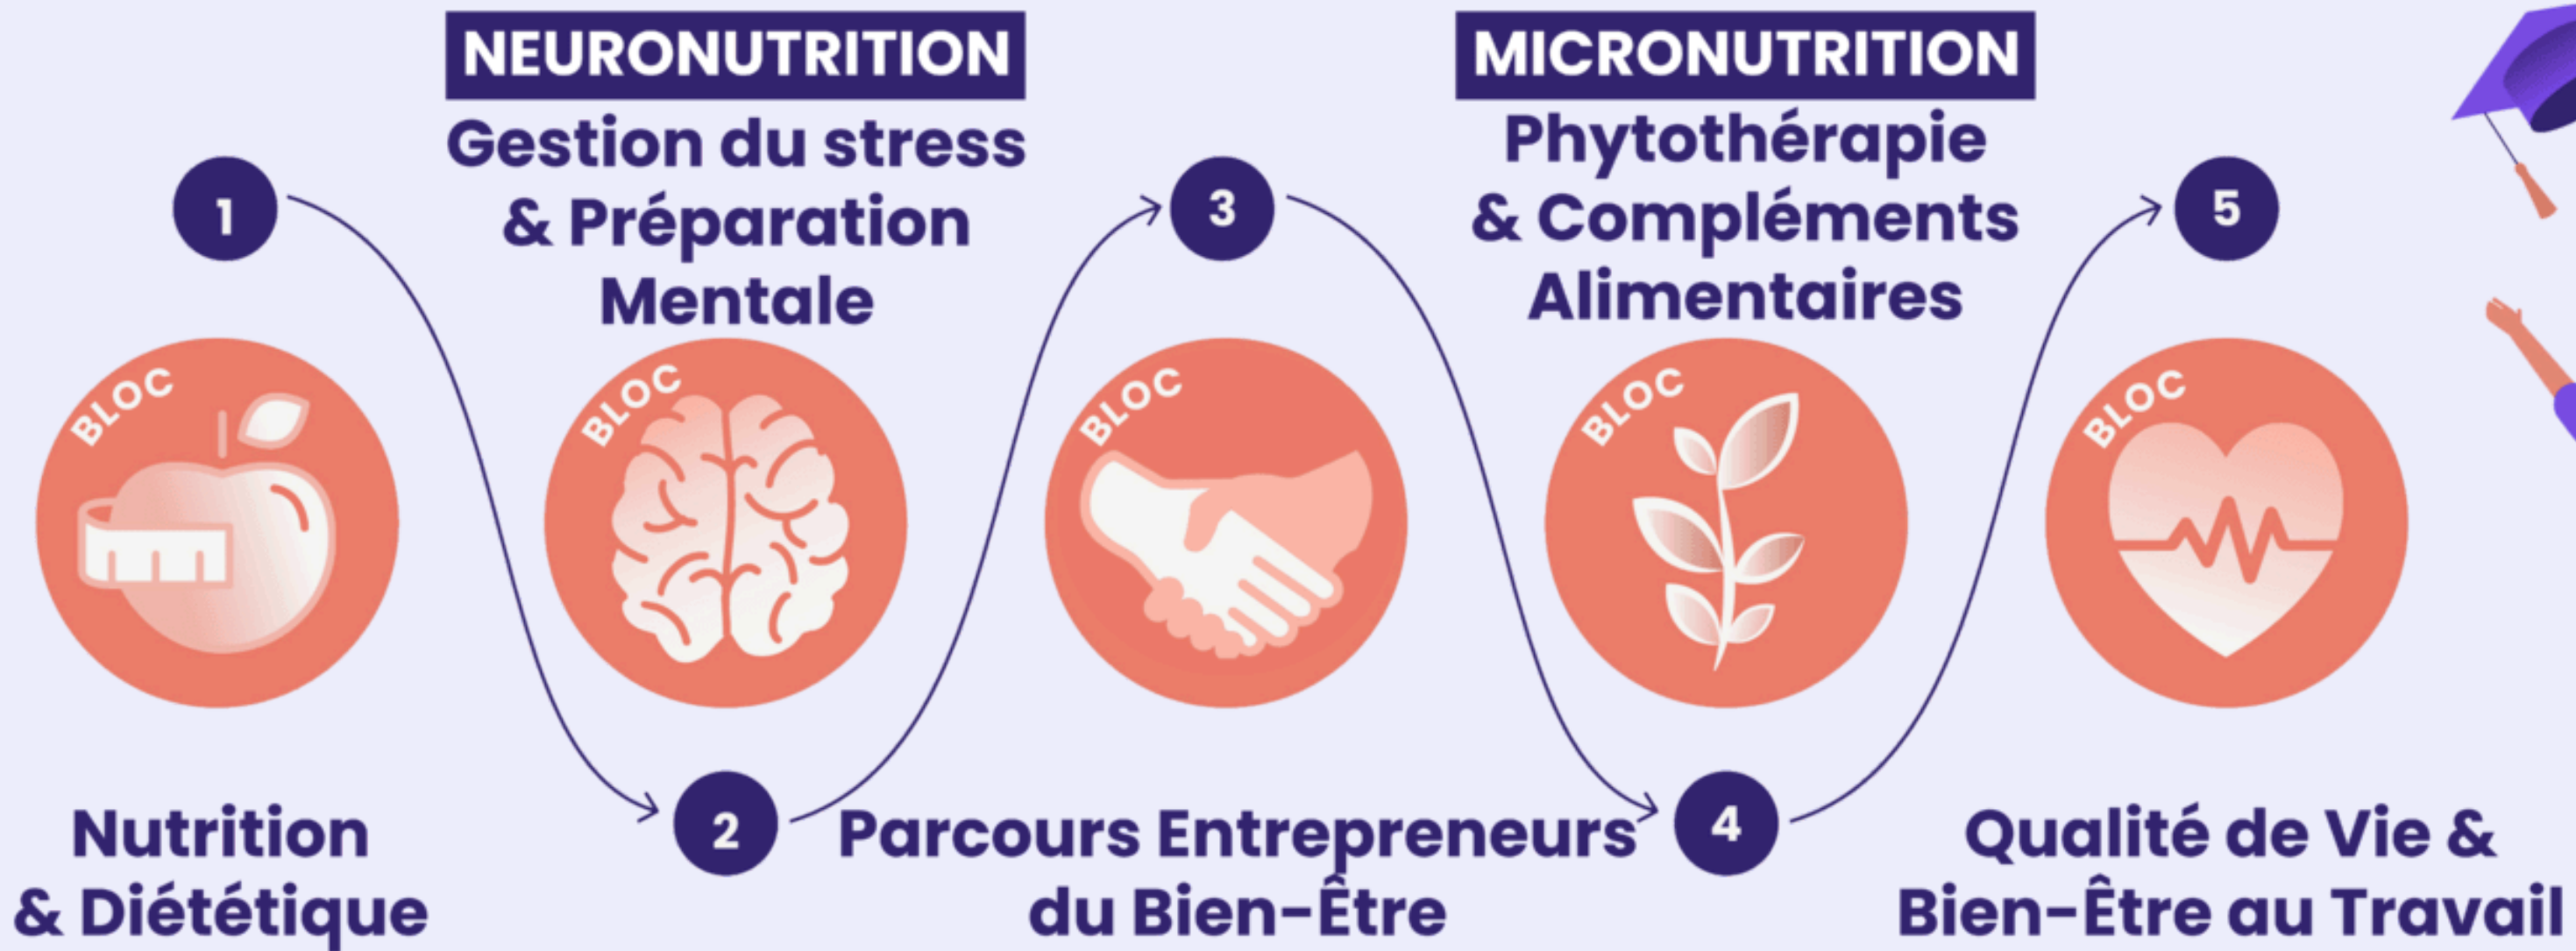 1
BLOC
Nutrition
& Diététique
NEURONUTRITION
Gestion du stress
& Préparation
Mentale
BLOC
2
3
BLOC
Parcours Entrepreneurs
du Bien-Être
MICRONUTRITION
Phytothérapie
& Compléments
Alimentaires
BLOC
4
5
BLOC
Qualité de Vie &
Bien-Être au Travail